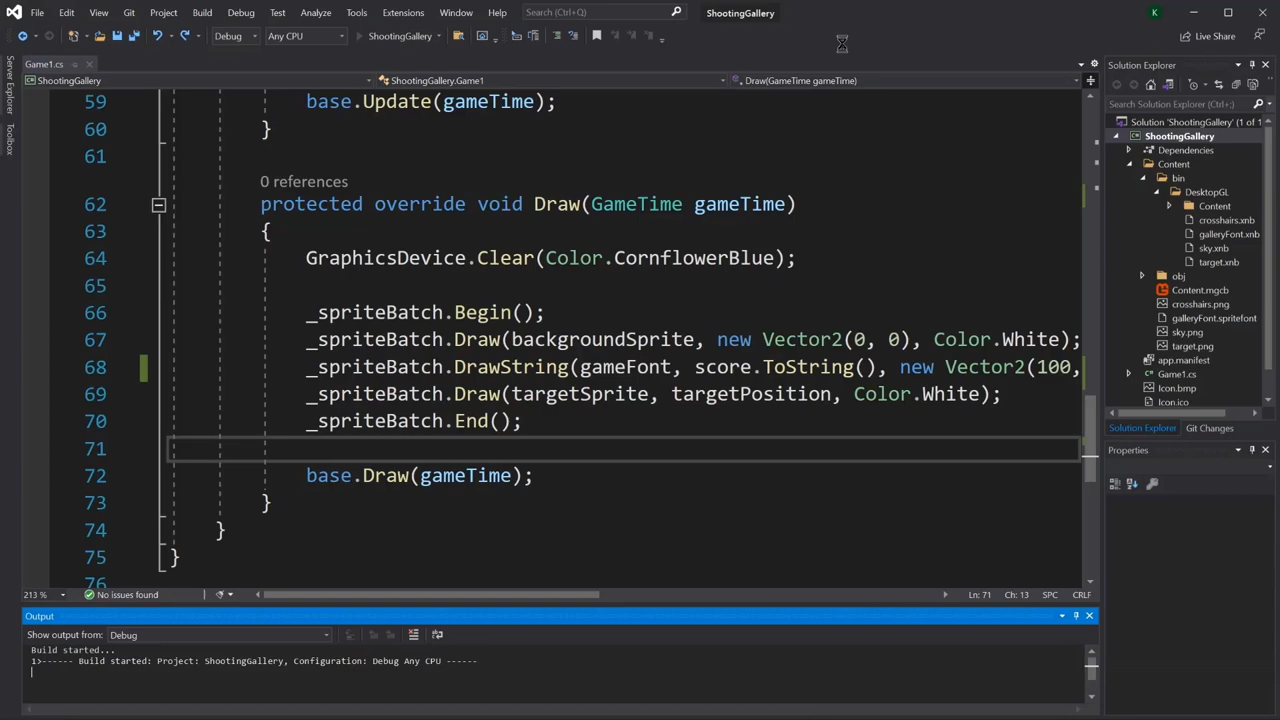 File Edit View Git Project Build Debug Test Analyze Tools Extensions Window Help Search (Ctrl+Q) ShootingGallery K
Debug Any CPU ShootingGallery Live Share
Server Explorer
Toolbox
Game1.cs
ShootingGallery ShootingGallery.Game1 Draw(GameTime gameTime)
59 base.Update(gameTime);
60 }
61
0 references
62 protected override void Draw(GameTime gameTime)
63 {
64 GraphicsDevice.Clear(Color.CornflowerBlue);
65
66 _spriteBatch.Begin();
67 _spriteBatch.Draw(backgroundSprite, new Vector2(0, 0), Color.White);
68 _spriteBatch.DrawString(gameFont, score.ToString(), new Vector2(100,
69 _spriteBatch.Draw(targetSprite, targetPosition, Color.White);
70 _spriteBatch.End();
71
72 base.Draw(gameTime);
73 }
74 }
75 }
76
213 % No issues found Ln: 71 Ch: 13 SPC CRLF
Output
Show output from: Debug
Build started...
1>------ Build started: Project: ShootingGallery, Configuration: Debug Any CPU ------
Solution Explorer
Search Solution Explorer (Ctrl+;)
Solution 'ShootingGallery' (1 of 1
ShootingGallery
Dependencies
Content
bin
DesktopGL
Content
crosshairs.xnb
galleryFont.xnb
sky.xnb
target.xnb
obj
Content.mgcb
crosshairs.png
galleryFont.spritefont
sky.png
target.png
app.manifest
Game1.cs
Icon.bmp
Icon.ico
Solution Explorer Git Changes
Properties